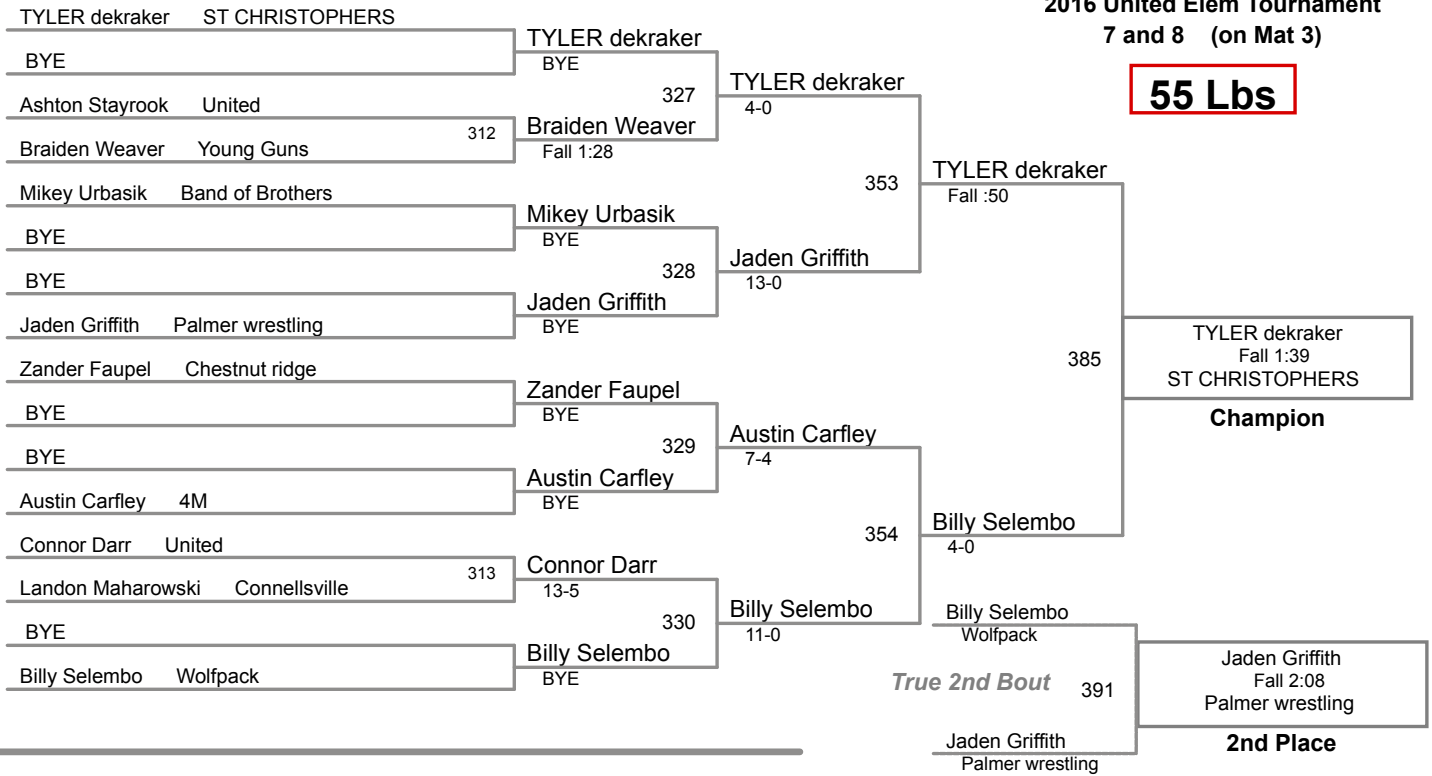 2016 United Elem Tournament
7 and 8 (on Mat 3)
55 Lbs
TYLER dekraker ST CHRISTOPHERS
BYE
Ashton Stayrook United
Braiden Weaver Young Guns
Mikey Urbasik Band of Brothers
BYE
BYE
Jaden Griffith Palmer wrestling
Zander Faupel Chestnut ridge
BYE
BYE
Austin Carfley 4M
Connor Darr United
Landon Maharowski Connellsville
BYE
Billy Selembo Wolfpack
312
313
TYLER dekraker
BYE
327
Braiden Weaver
Fall 1:28
Mikey Urbasik
BYE
328
Jaden Griffith
BYE
Zander Faupel
BYE
329
Austin Carfley
BYE
Connor Darr
13-5
330
Billy Selembo
BYE
TYLER dekraker
4-0
353
Jaden Griffith
13-0
Austin Carfley
7-4
354
Billy Selembo
11-0
TYLER dekraker
Fall :50
385
Billy Selembo
4-0
TYLER dekraker
Fall 1:39
ST CHRISTOPHERS
Champion
Billy Selembo
Wolfpack
True 2nd Bout 391
Jaden Griffith
Palmer wrestling
Jaden Griffith
Fall 2:08
Palmer wrestling
2nd Place